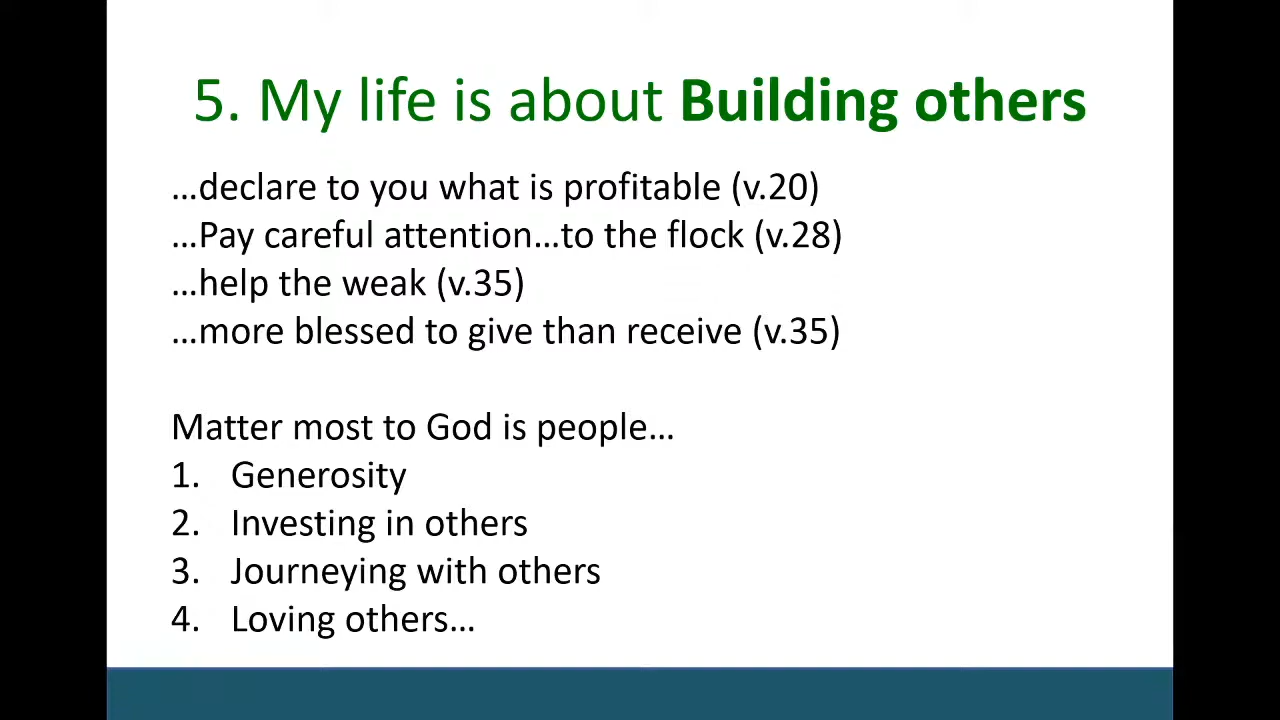 5. My life is about Building others
…declare to you what is profitable (v.20)
…Pay careful attention…to the flock (v.28)
…help the weak (v.35)
…more blessed to give than receive (v.35)
Matter most to God is people…
1. Generosity
2. Investing in others
3. Journeying with others
4. Loving others…